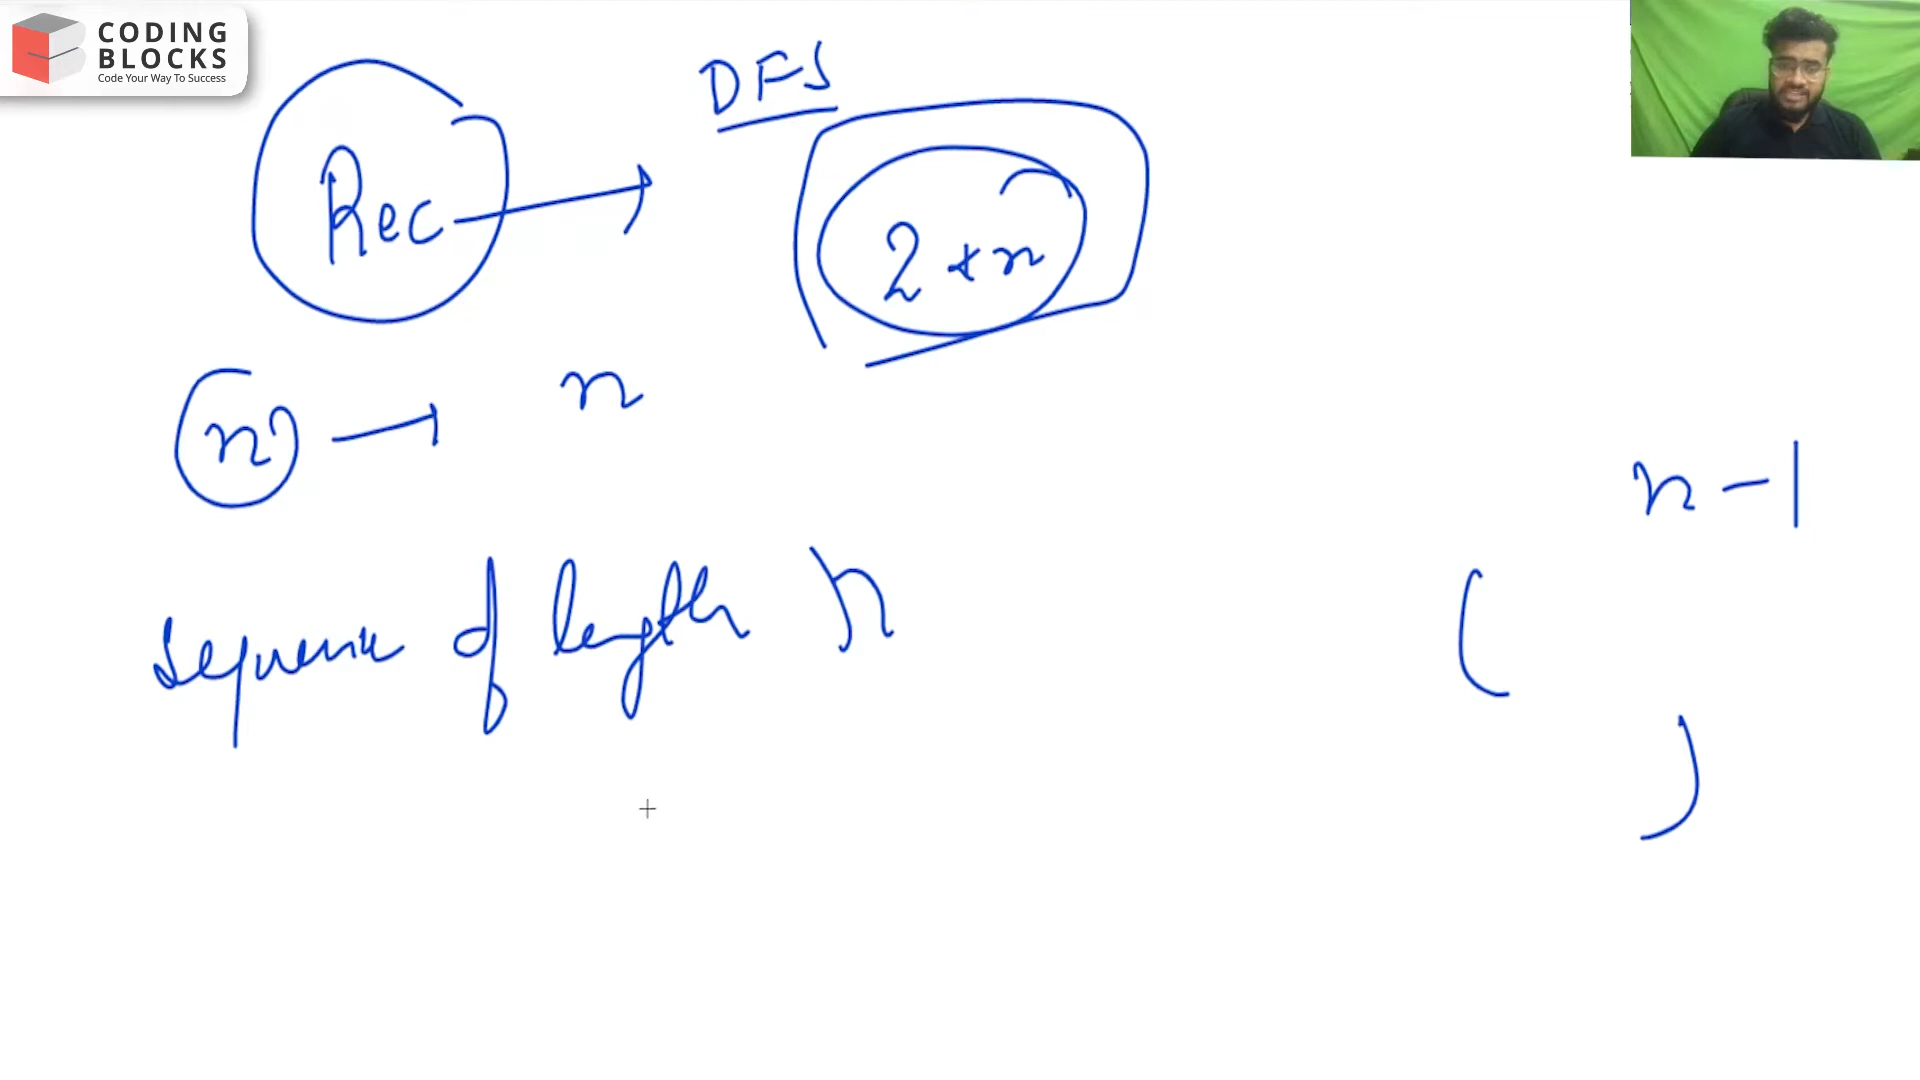 CODING
BLOCKS
Code Your Way To Success
DFS
Rec
2 * n
n → n
n - 1
sequence of length n
(
)